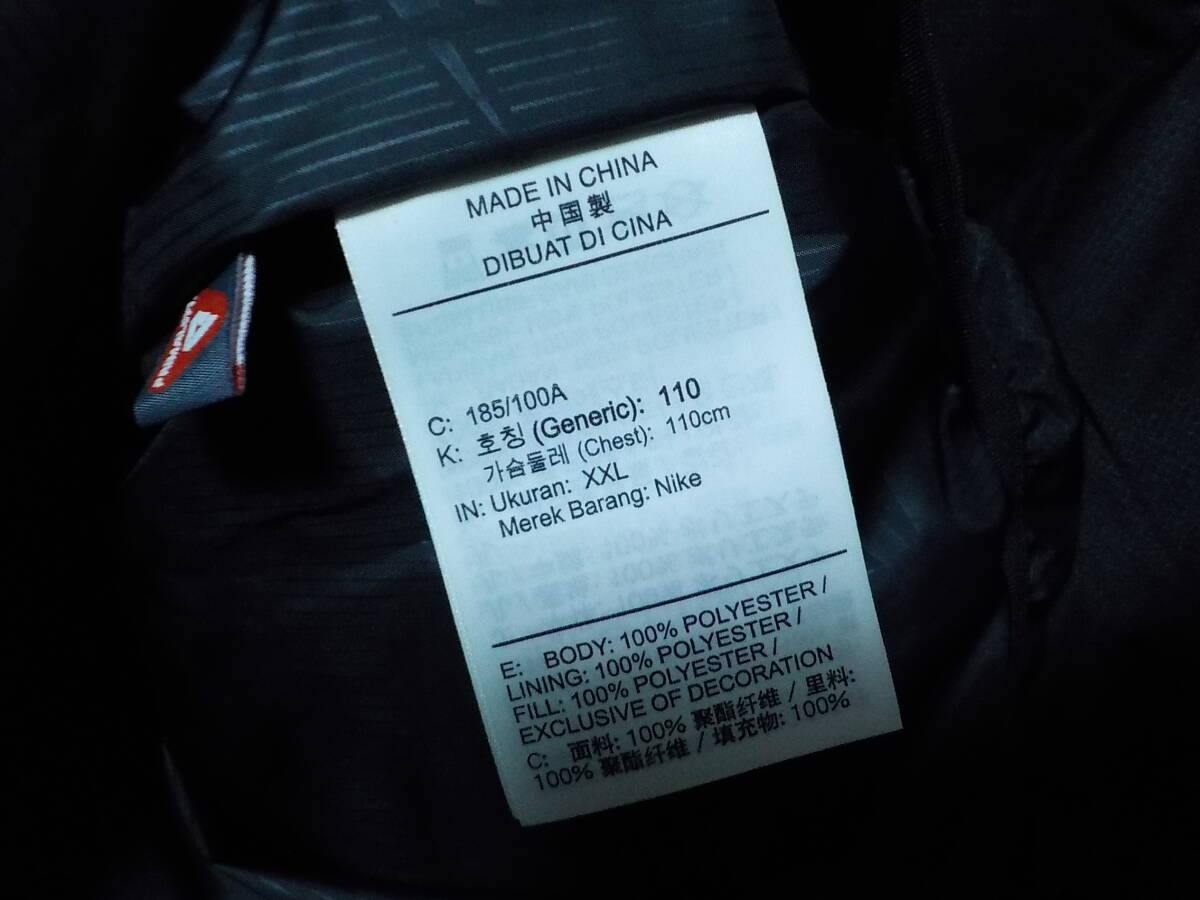 MADE IN CHINA
中国製
DIBUAT DI CINA
C: 185/100A
K: 호칭 (Generic): 110
가슴둘레 (Chest): 110cm
IN: Ukuran: XXL
Merek Barang: Nike
E: BODY: 100% POLYESTER /
LINING: 100% POLYESTER /
FILL: 100% POLYESTER /
EXCLUSIVE OF DECORATION
C: 面料: 100% 聚酯纤维 / 里料:
100% 聚酯纤维 / 填充物: 100%